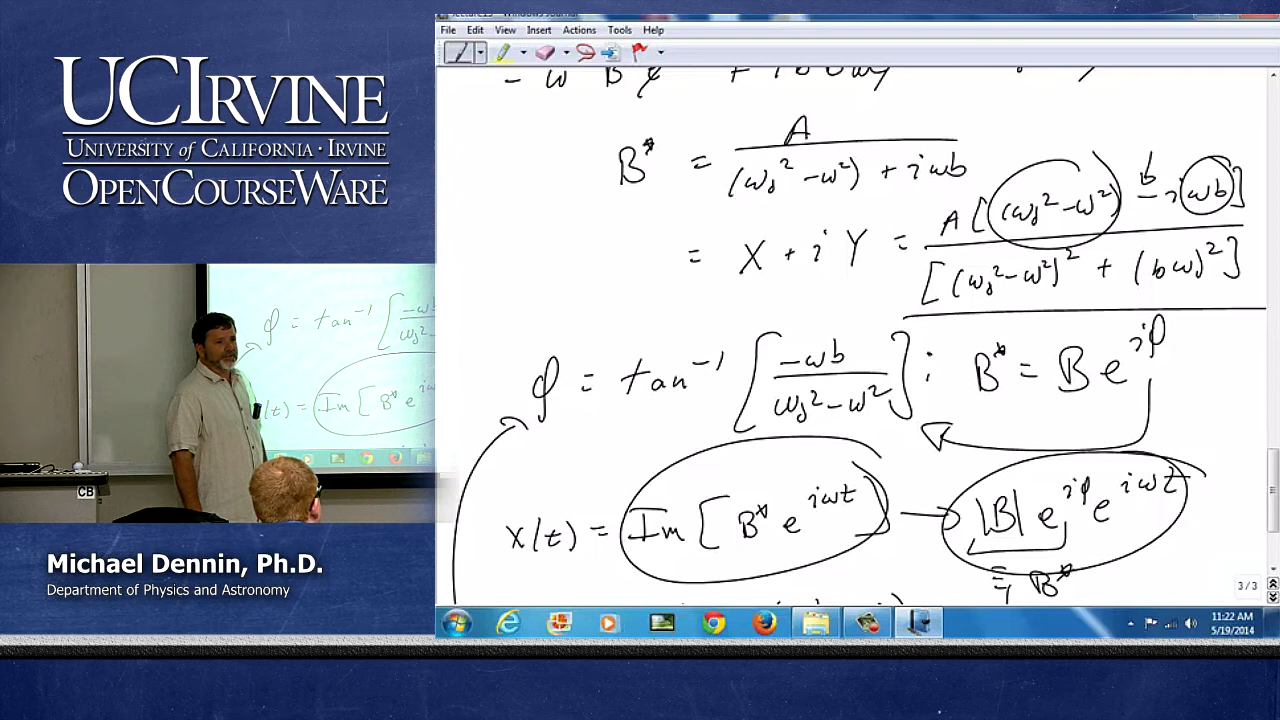 UCIRVINE
UNIVERSITY of CALIFORNIA · IRVINE
OPENCOURSEWARE
CB
Michael Dennin, Ph.D.
Department of Physics and Astronomy
File Edit View Insert Actions Tools Help
B* = A / (ω₀² - ω²) + iωb
= X + iY = A[(ω₀² - ω²) - iωb] / [(ω₀² - ω²)² + (bω)²]
φ = tan⁻¹ [-ωb / ω₀² - ω²] ; B* = B e^{iφ}
x(t) = Im [B* e^{iωt}] → |B| e^{iφ} e^{iωt}
≡ B*
3/3
11:22 AM
5/19/2014